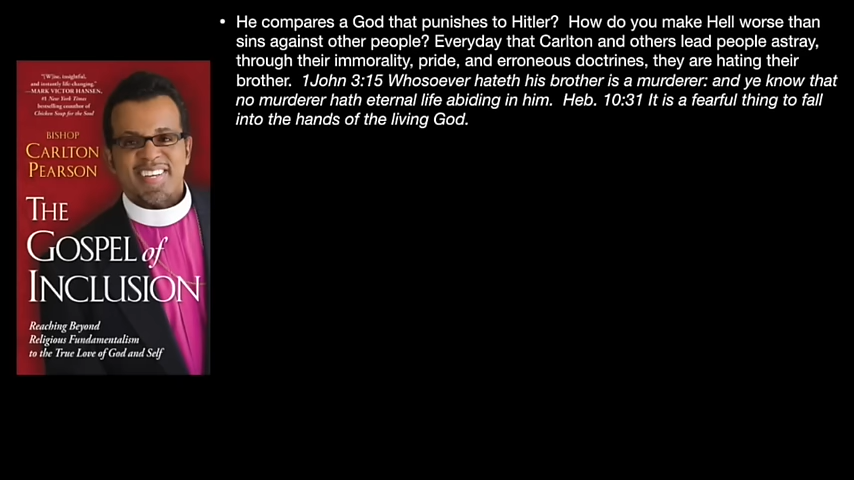 • He compares a God that punishes to Hitler?  How do you make Hell worse than
sins against other people? Everyday that Carlton and others lead people astray,
through their immorality, pride, and erroneous doctrines, they are hating their
brother.  1John 3:15 Whosoever hateth his brother is a murderer: and ye know that
no murderer hath eternal life abiding in him.  Heb. 10:31 It is a fearful thing to fall
into the hands of the living God.
"[W]ise, insightful,
and instantly life-changing."
—MARK VICTOR HANSEN,
#1 New York Times
bestselling coauthor of
Chicken Soup for the Soul
BISHOP
CARLTON
PEARSON
THE
GOSPEL of
INCLUSION
Reaching Beyond
Religious Fundamentalism
to the True Love of God and Self